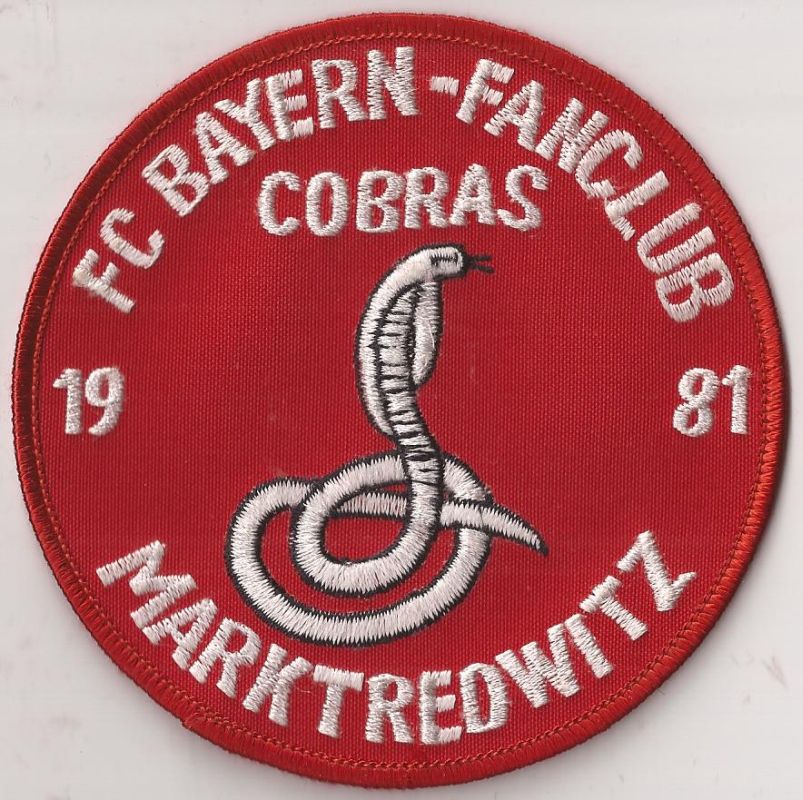 FC BAYERN-FANCLUB
COBRAS
19 81
MARKTREDWITZ